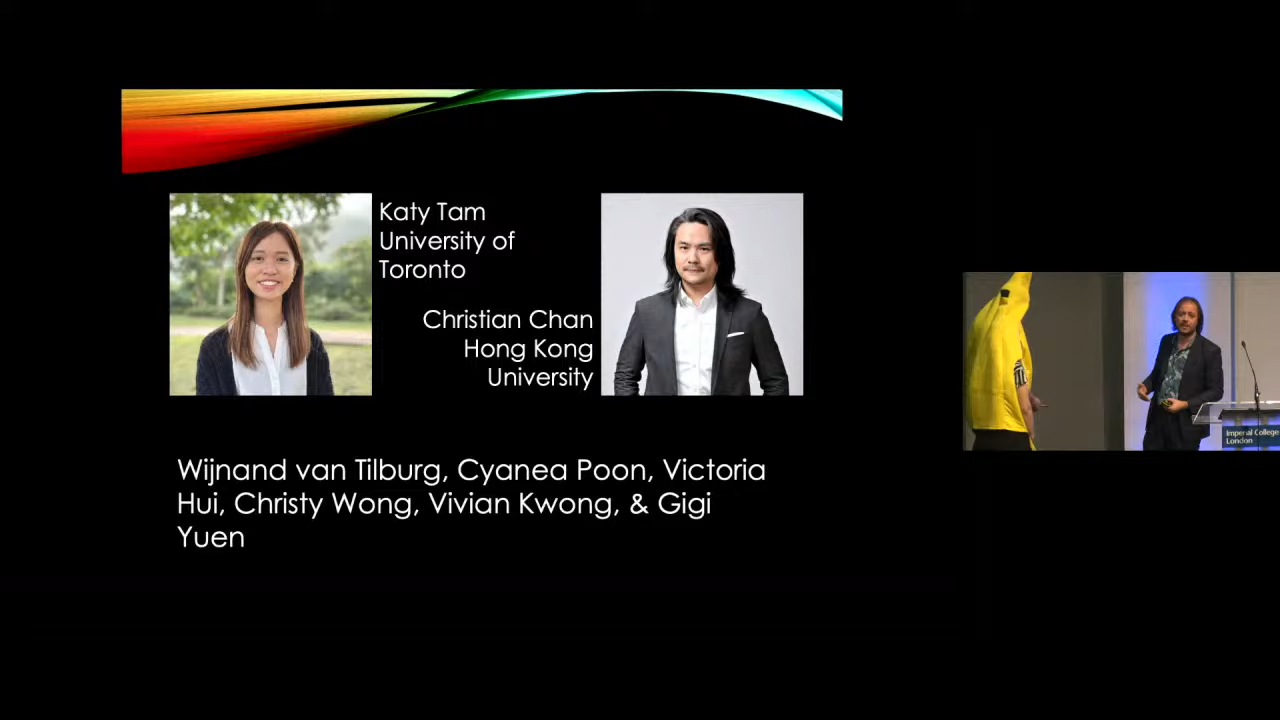 Katy Tam
University of
Toronto
Christian Chan
Hong Kong
University
Wijnand van Tilburg, Cyanea Poon, Victoria
Hui, Christy Wong, Vivian Kwong, & Gigi
Yuen
Imperial College
London